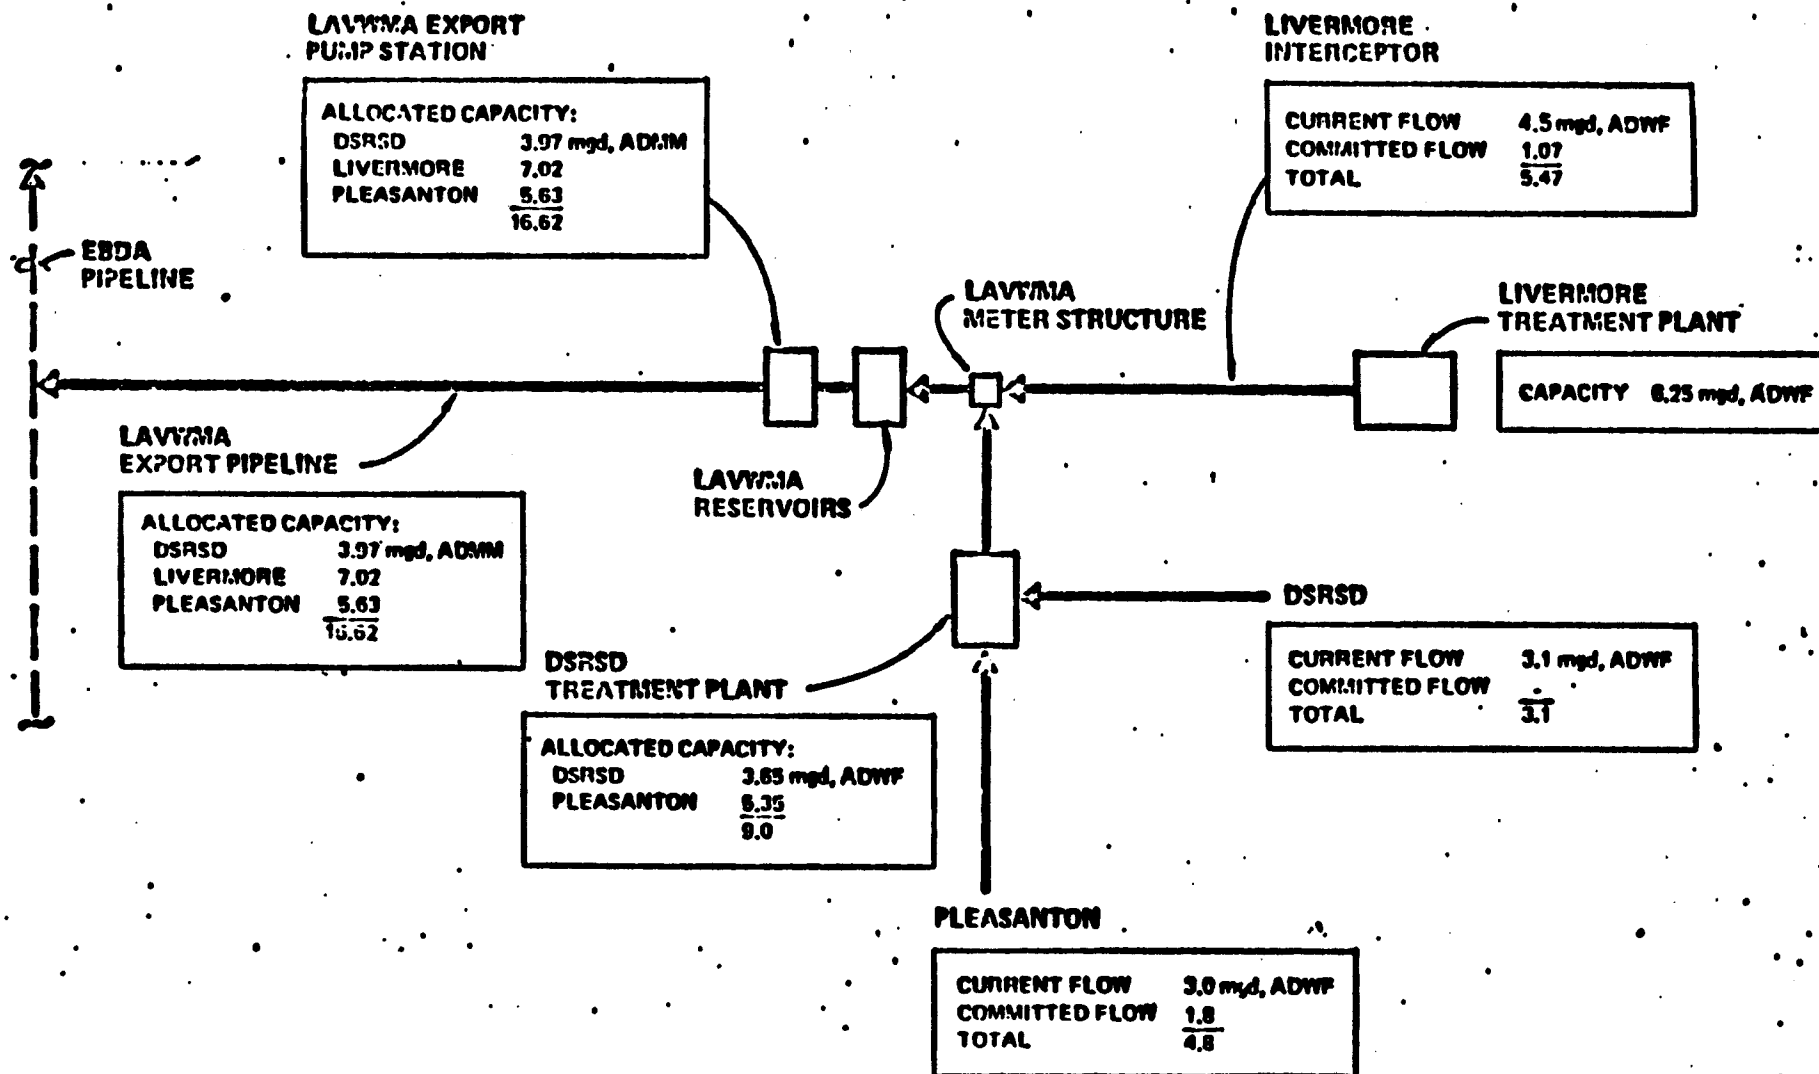 LAVWMA EXPORT
PUMP STATION
ALLOCATED CAPACITY:
DSRSD 3.97 mgd, ADMM
LIVERMORE 7.02
PLEASANTON 5.63
16.62
LIVERMORE
INTERCEPTOR
CURRENT FLOW 4.5 mgd, ADWF
COMMITTED FLOW 1.07
TOTAL 5.47
EBDA
PIPELINE
LAVWMA
METER STRUCTURE
LIVERMORE
TREATMENT PLANT
CAPACITY 6.25 mgd, ADWF
LAVWMA
EXPORT PIPELINE
ALLOCATED CAPACITY:
DSRSD 3.97 mgd, ADMM
LIVERMORE 7.02
PLEASANTON 5.63
16.62
LAVWMA
RESERVOIRS
DSRSD
TREATMENT PLANT
ALLOCATED CAPACITY:
DSRSD 3.65 mgd, ADWF
PLEASANTON
9.0
DSRSD
CURRENT FLOW 3.1 mgd, ADWF
COMMITTED FLOW
TOTAL 3.1
PLEASANTON
CURRENT FLOW 3.0 mgd, ADWF
COMMITTED FLOW 1.8
TOTAL 4.8